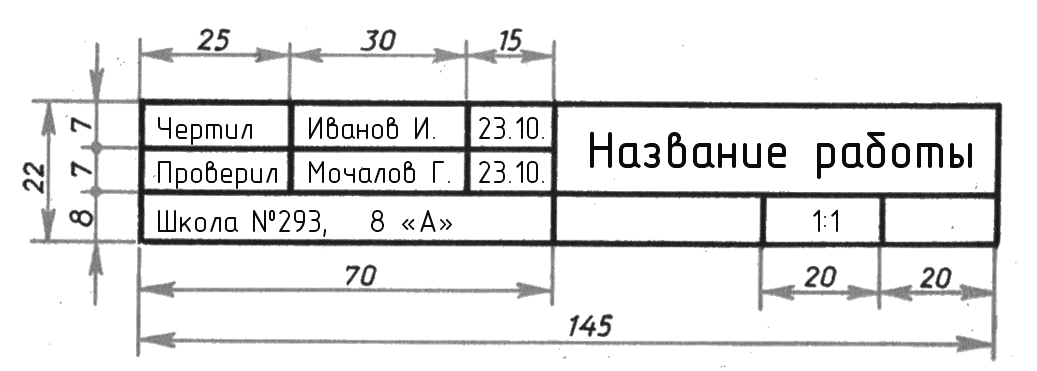 25 30 15
Чертил Иванов И. 23.10.
Название работы
Проверил Мочалов Г. 23.10.
Школа №293, 8 «А» 1:1
7
7
8
22
70 20 20
145